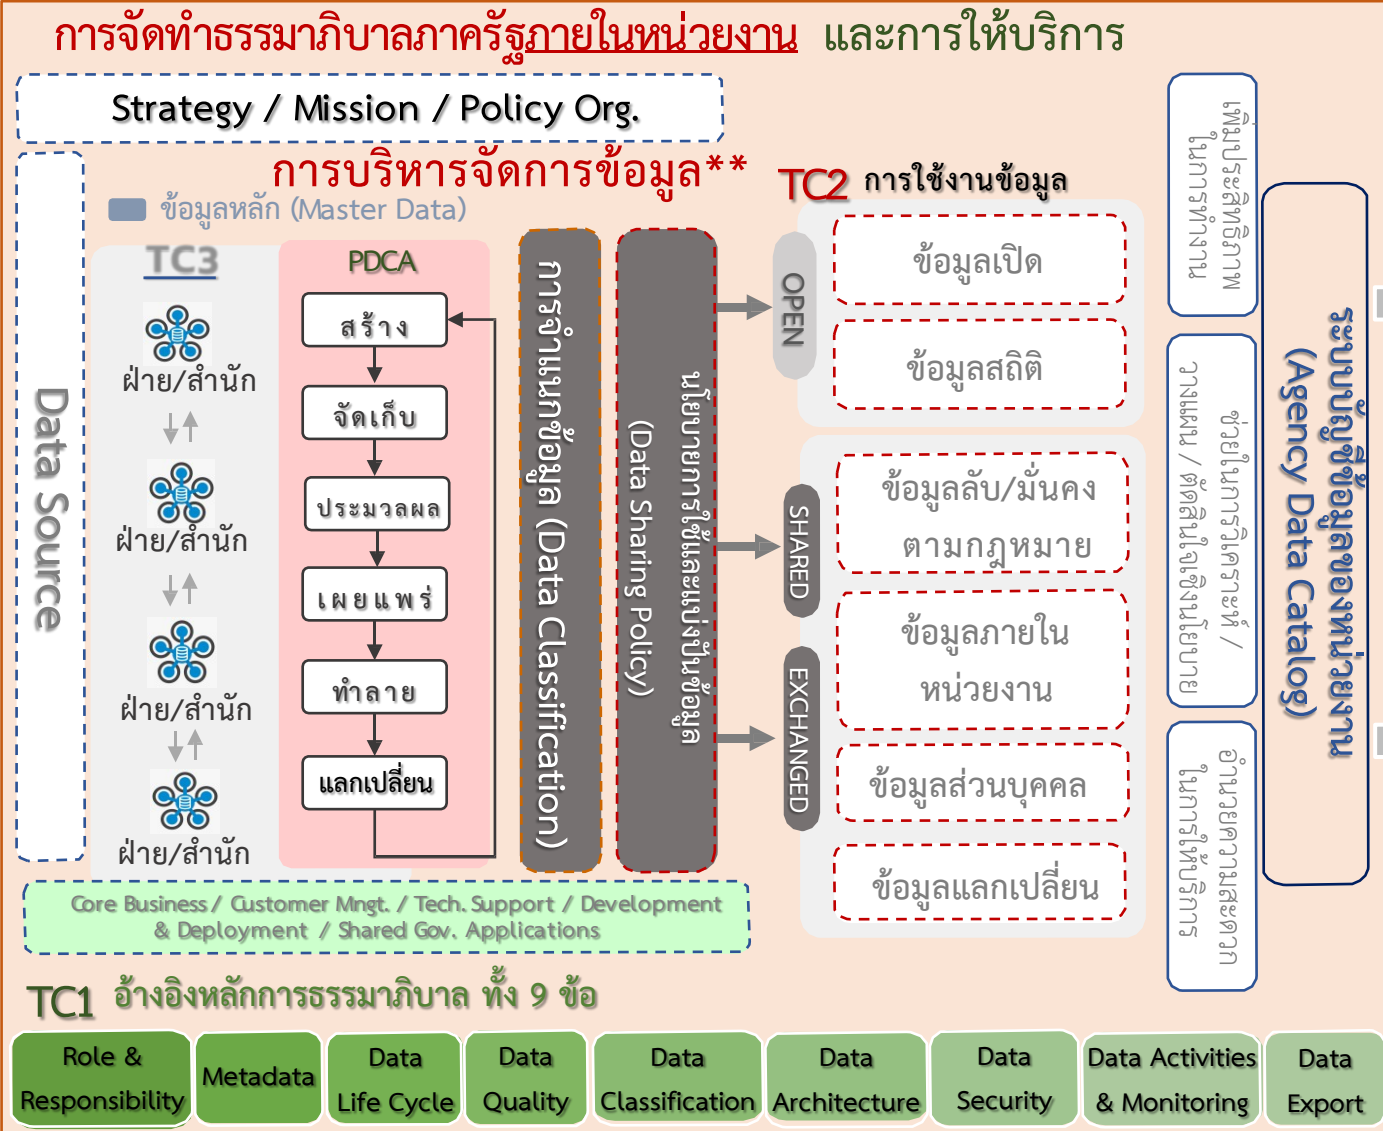 การจัดทำธรรมาภิบาลภาครัฐภายในหน่วยงาน และการให้บริการ
Strategy / Mission / Policy Org.
การบริหารจัดการข้อมูล**
ข้อมูลหลัก (Master Data)
Data Source
TC3
ฝ่าย/สำนัก
ฝ่าย/สำนัก
ฝ่าย/สำนัก
ฝ่าย/สำนัก
PDCA
สร้าง
จัดเก็บ
ประมวลผล
เผยแพร่
ทำลาย
แลกเปลี่ยน
การจำแนกข้อมูล (Data Classification)
นโยบายการใช้และแบ่งปันข้อมูล
(Data Sharing Policy)
TC2 การใช้งานข้อมูล
OPEN
ข้อมูลเปิด
ข้อมูลสถิติ
SHARED
ข้อมูลลับ/มั่นคง
ตามกฎหมาย
EXCHANGED
ข้อมูลภายใน
หน่วยงาน
ข้อมูลส่วนบุคคล
ข้อมูลแลกเปลี่ยน
เพิ่มประสิทธิภาพ
ในการทำงาน
ช่วยในการวิเคราะห์ /
วางแผน / ตัดสินใจเชิงนโยบาย
อำนวยความสะดวก
ในการให้บริการ
ระบบบัญชีข้อมูลของหน่วยงาน
(Agency Data Catalog)
Core Business / Customer Mngt. / Tech. Support / Development
& Deployment / Shared Gov. Applications
TC1 อ้างอิงหลักการธรรมาภิบาล ทั้ง 9 ข้อ
Role &
Responsibility
Metadata
Data
Life Cycle
Data
Quality
Data
Classification
Data
Architecture
Data
Security
Data Activities
& Monitoring
Data
Export